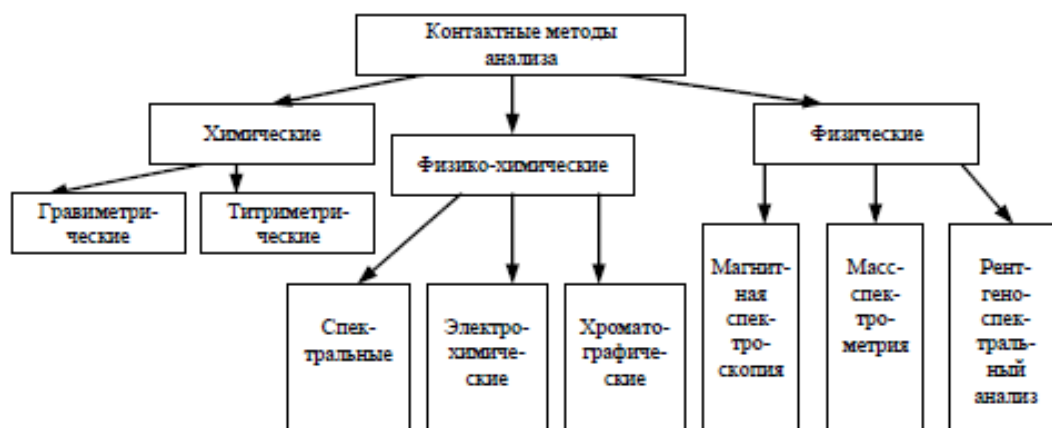 Контактные методы
анализа
Химические
Физико-химические
Физические
Гравиметри-
ческие
Титриметри-
ческие
Спек-
тральные
Электро-
химиче-
ские
Хромато-
графиче-
ские
Магнит-
ная
спек-
тро-
скопия
Масс-
спек-
тро-
метрия
Рент-
гено-
спек-
траль-
ный
анализ